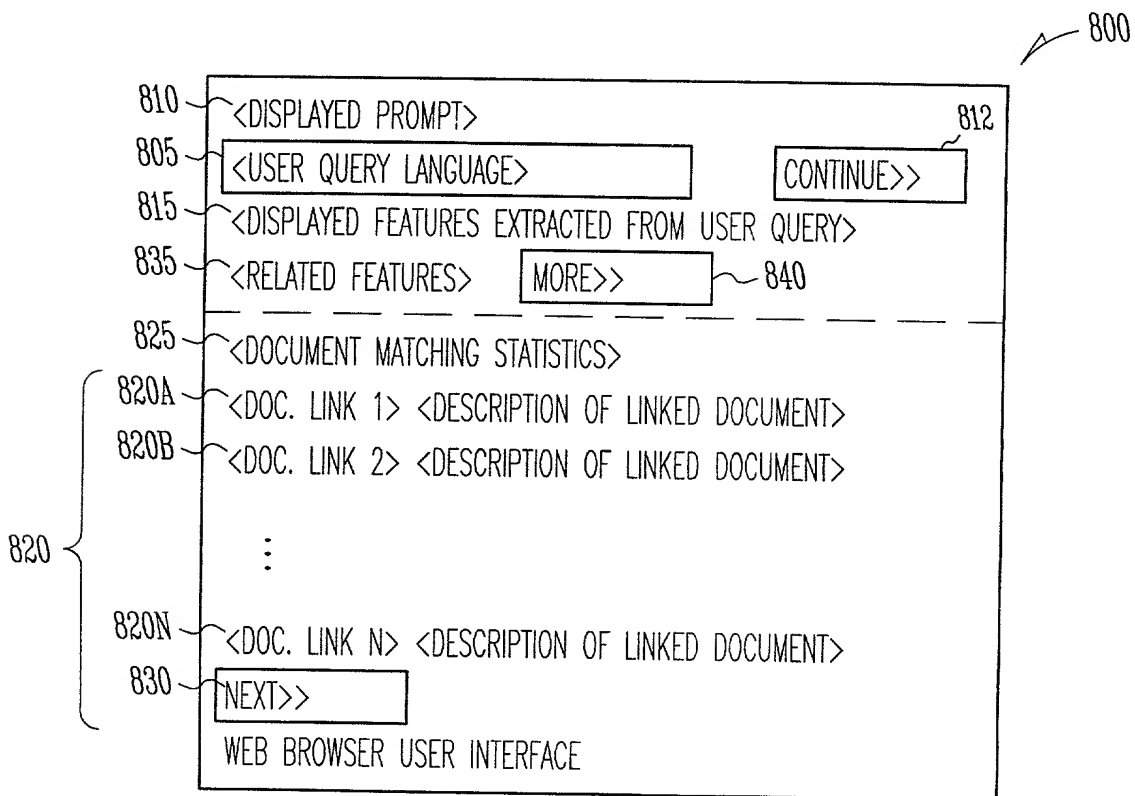 800
810 <DISPLAYED PROMPT>
812
805 <USER QUERY LANGUAGE> CONTINUE>>
815 <DISPLAYED FEATURES EXTRACTED FROM USER QUERY>
835 <RELATED FEATURES> MORE>> 840
825 <DOCUMENT MATCHING STATISTICS>
820A <DOC. LINK 1> <DESCRIPTION OF LINKED DOCUMENT>
820B <DOC. LINK 2> <DESCRIPTION OF LINKED DOCUMENT>
820
820N <DOC. LINK N> <DESCRIPTION OF LINKED DOCUMENT>
830 NEXT>>
WEB BROWSER USER INTERFACE